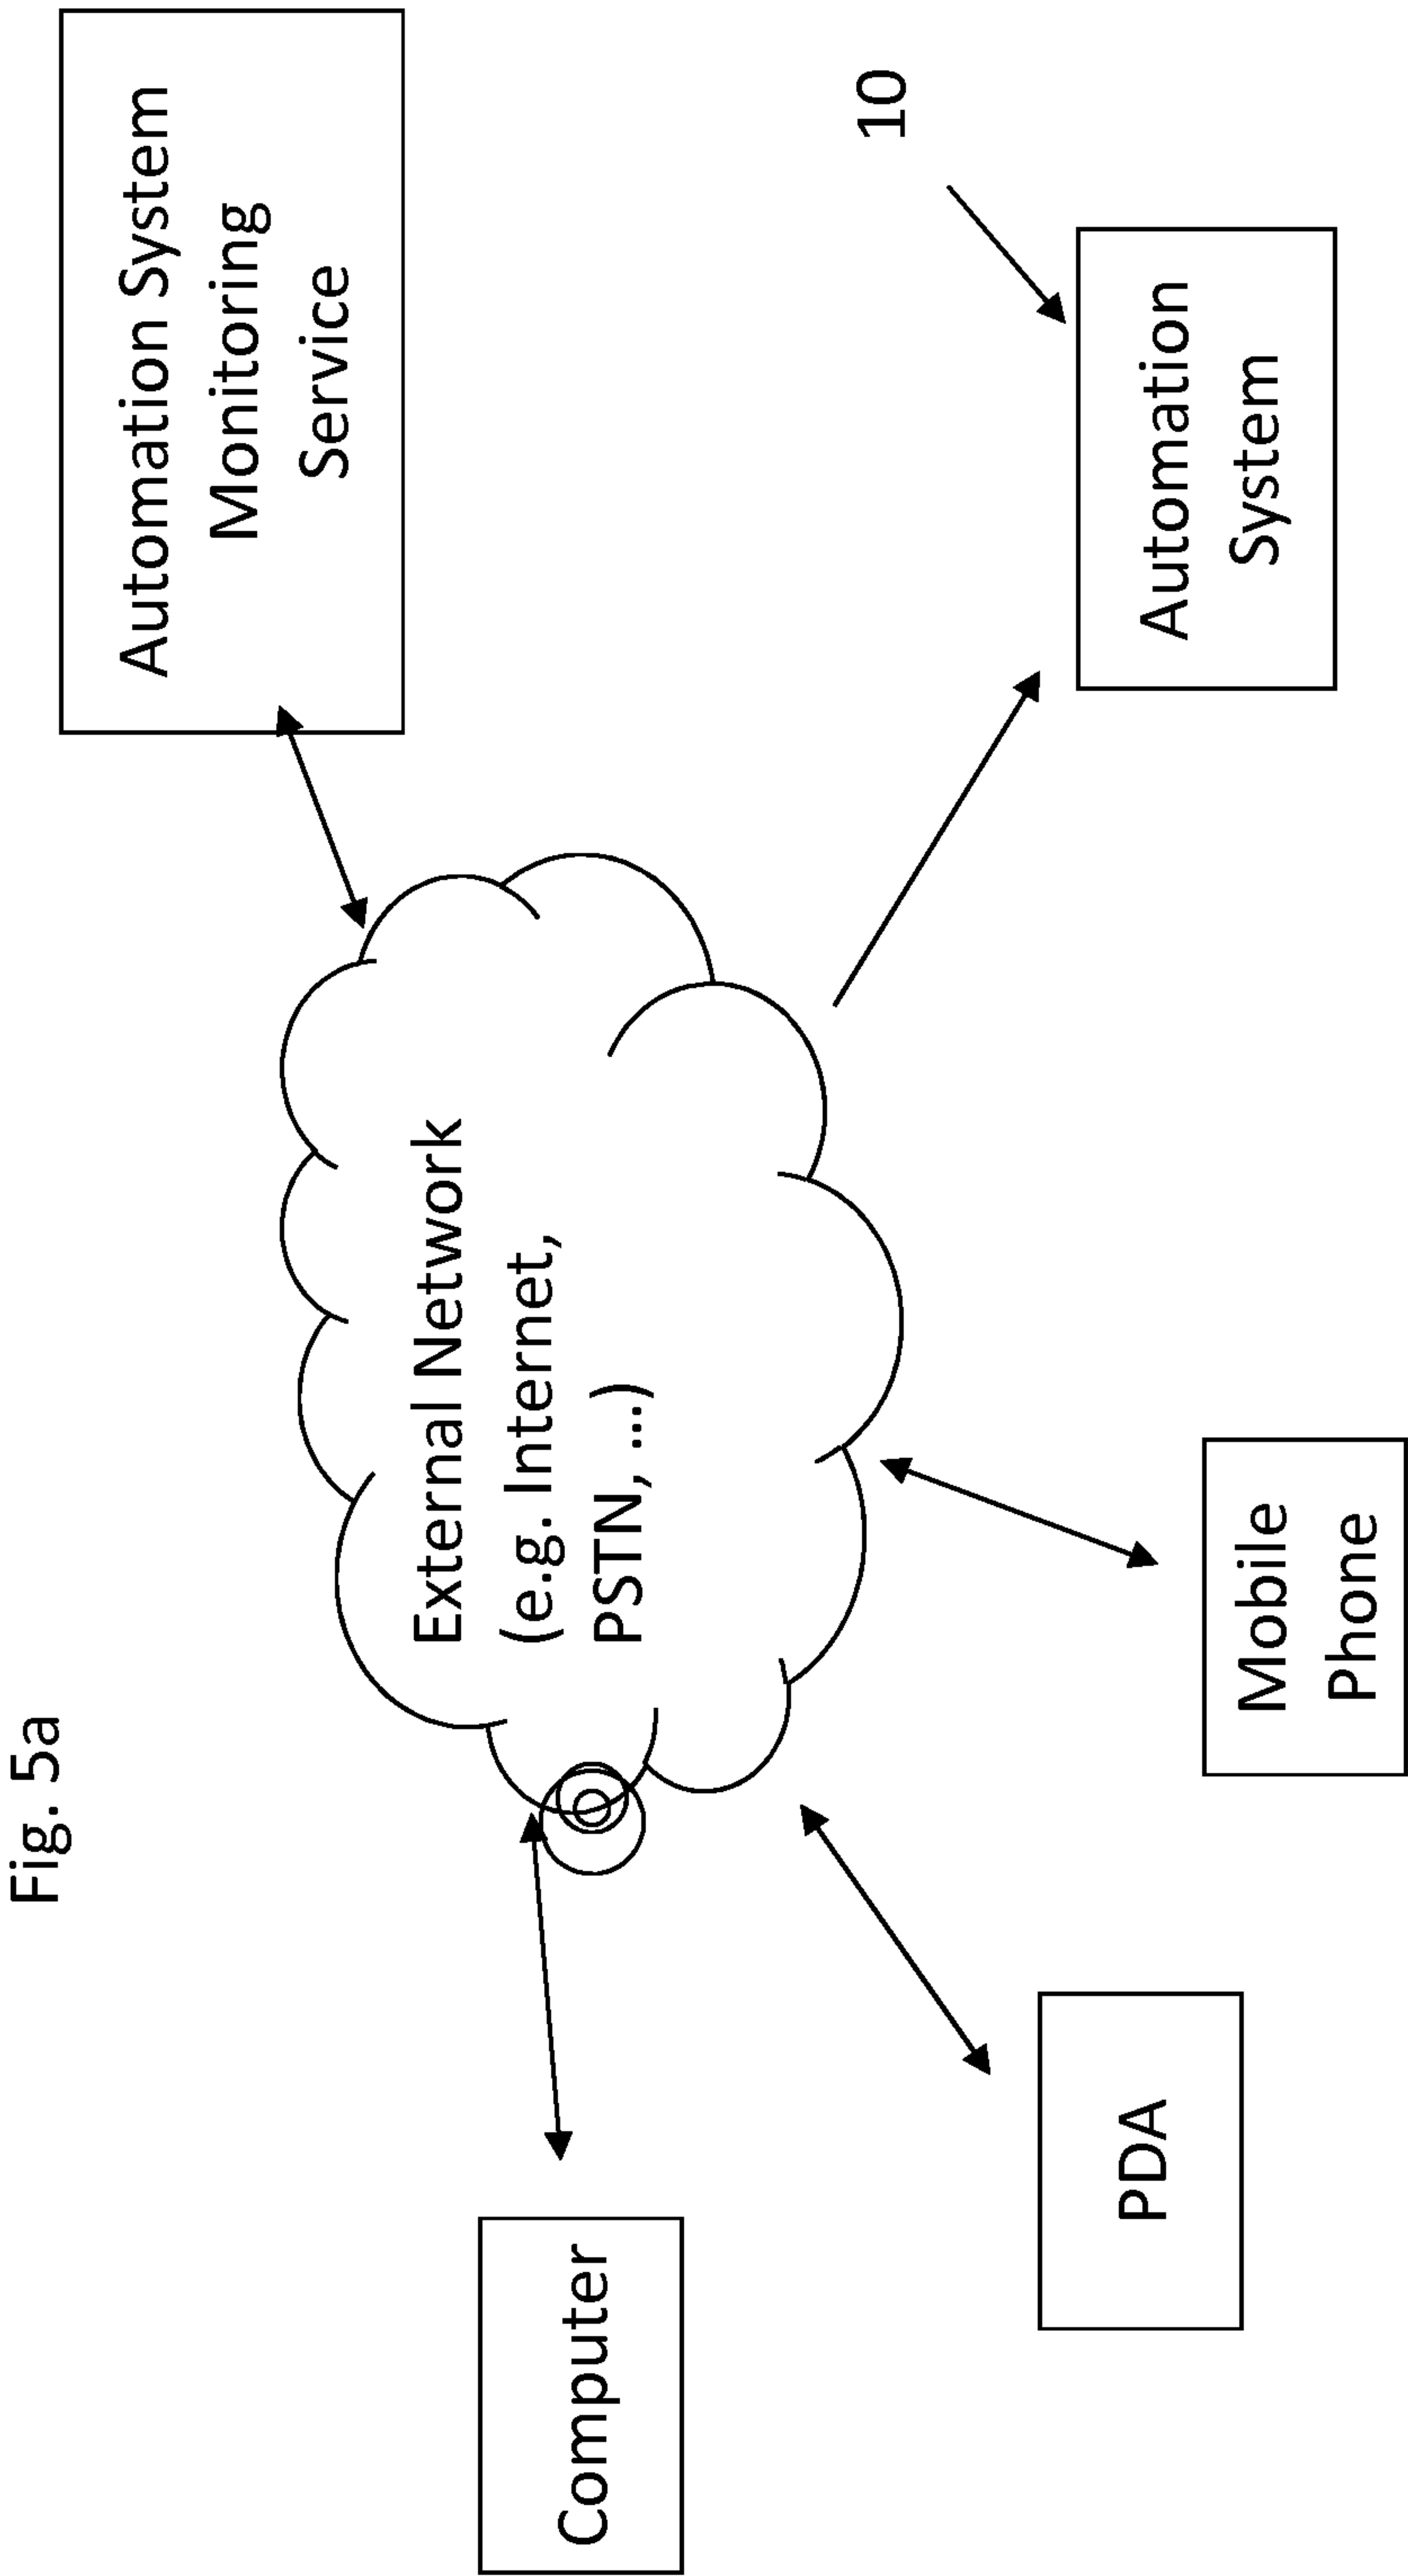 Fig. 5a
Automation System
Monitoring
Service
External Network
(e.g. Internet,
PSTN, ...)
Computer
10
Automation
System
PDA
Mobile
Phone